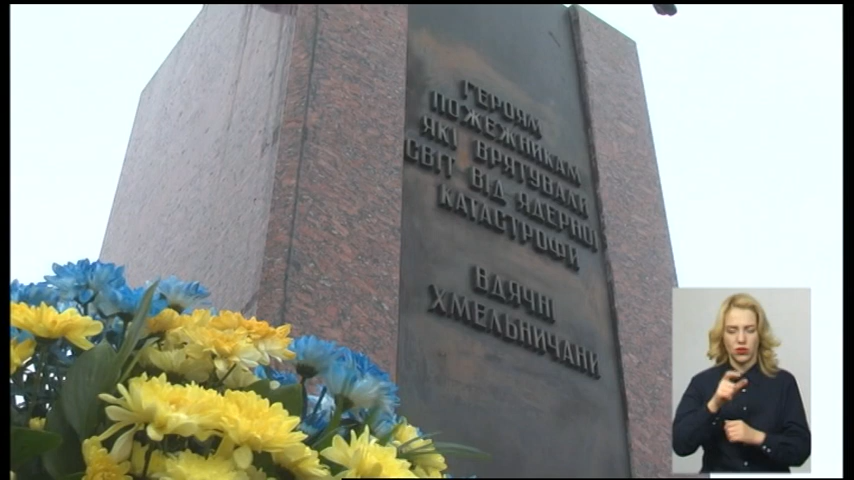 ГЕРОЯМ
ПОЖЕЖНИКАМ
ЯКІ ВРЯТУВАЛИ
СВІТ ВІД ЯДЕРНОЇ
КАТАСТРОФИ
ВДЯЧНІ
ХМЕЛЬНИЧАНИ